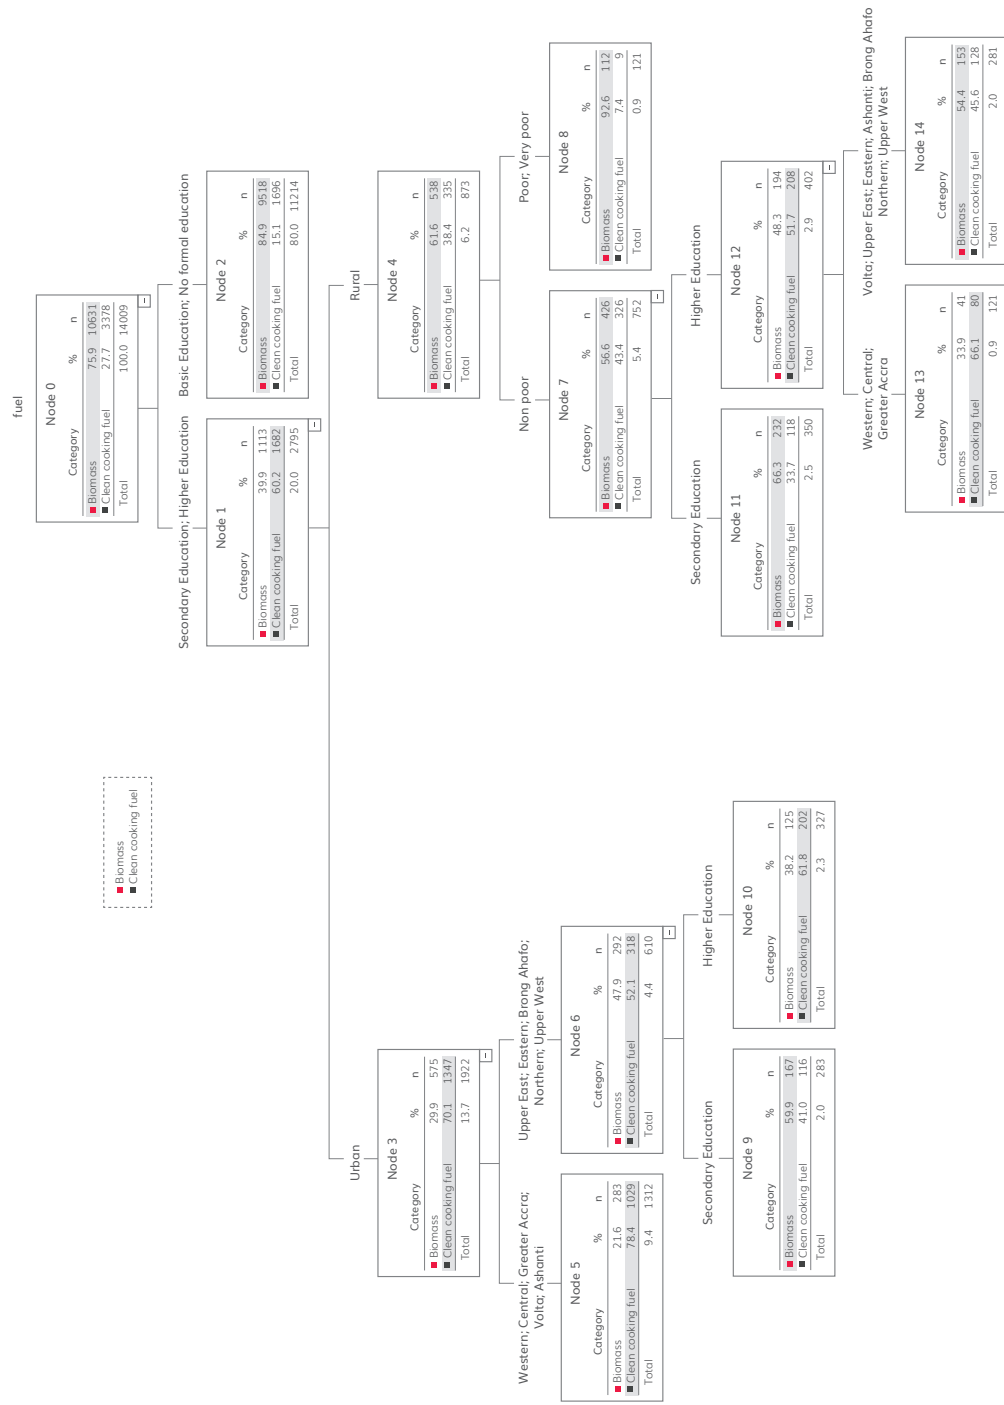 fuel
Node 0
Category % n
Biomass 75.9 10631
Clean cooking fuel 27.7 3378
Total 100.0 14009
Biomass
Clean cooking fuel
Secondary Education; Higher Education
Basic Education; No formal education
Node 1
Category % n
Biomass 39.9 1113
Clean cooking fuel 60.2 1682
Total 20.0 2795
Node 2
Category % n
Biomass 84.9 9518
Clean cooking fuel 15.1 1696
Total 80.0 11214
Urban
Rural
Node 3
Category % n
Biomass 29.9 575
Clean cooking fuel 70.1 1347
Total 13.7 1922
Node 4
Category % n
Biomass 61.6 538
Clean cooking fuel 38.4 335
Total 6.2 873
Western; Central; Greater Accra;
Volta; Ashanti
Upper East; Eastern; Brong Ahafo;
Northern; Upper West
Non poor
Poor; Very poor
Node 5
Category % n
Biomass 21.6 283
Clean cooking fuel 78.4 1029
Total 9.4 1312
Node 6
Category % n
Biomass 47.9 292
Clean cooking fuel 52.1 318
Total 4.4 610
Node 7
Category % n
Biomass 56.6 426
Clean cooking fuel 43.4 326
Total 5.4 752
Node 8
Category % n
Biomass 92.6 112
Clean cooking fuel 7.4 9
Total 0.9 121
Secondary Education
Higher Education
Secondary Education
Higher Education
Node 9
Category % n
Biomass 59.9 167
Clean cooking fuel 41.0 116
Total 2.0 283
Node 10
Category % n
Biomass 38.2 125
Clean cooking fuel 61.8 202
Total 2.3 327
Node 11
Category % n
Biomass 66.3 232
Clean cooking fuel 33.7 118
Total 2.5 350
Node 12
Category % n
Biomass 48.3 194
Clean cooking fuel 51.7 208
Total 2.9 402
Western; Central;
Greater Accra
Volta; Upper East; Eastern; Ashanti; Brong Ahafo
Northern; Upper West
Node 13
Category % n
Biomass 33.9 41
Clean cooking fuel 66.1 80
Total 0.9 121
Node 14
Category % n
Biomass 54.4 153
Clean cooking fuel 45.6 128
Total 2.0 281